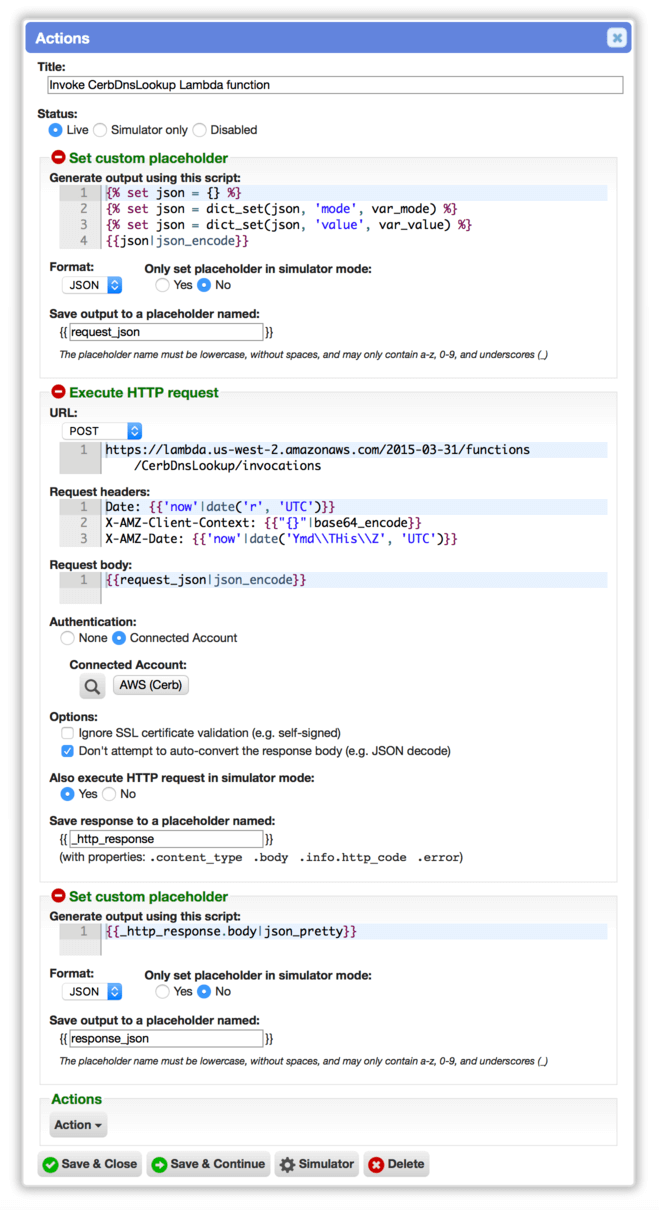 Actions
Title:
Invoke CerbDnsLookup Lambda function
Status:
Live Simulator only Disabled
Set custom placeholder
Generate output using this script:
1 {% set json = {} %}
2 {% set json = dict_set(json, 'mode', var_mode) %}
3 {% set json = dict_set(json, 'value', var_value) %}
4 {{json|json_encode}}
Format: Only set placeholder in simulator mode:
JSON Yes No
Save output to a placeholder named:
{{ request_json }}
The placeholder name must be lowercase, without spaces, and may only contain a-z, 0-9, and underscores (_)
Execute HTTP request
URL:
POST
1 https://lambda.us-west-2.amazonaws.com/2015-03-31/functions
/CerbDnsLookup/invocations
Request headers:
1 Date: {{'now'|date('r', 'UTC')}}
2 X-AMZ-Client-Context: {{"{}"|base64_encode}}
3 X-AMZ-Date: {{'now'|date('Ymd\\THis\\Z', 'UTC')}}
Request body:
1 {{request_json|json_encode}}
Authentication:
None Connected Account
Connected Account:
AWS (Cerb)
Options:
Ignore SSL certificate validation (e.g. self-signed)
Don't attempt to auto-convert the response body (e.g. JSON decode)
Also execute HTTP request in simulator mode:
Yes No
Save response to a placeholder named:
{{ _http_response }}
(with properties: .content_type .body .info.http_code .error)
Set custom placeholder
Generate output using this script:
1 {{_http_response.body|json_pretty}}
Format: Only set placeholder in simulator mode:
JSON Yes No
Save output to a placeholder named:
{{ response_json }}
The placeholder name must be lowercase, without spaces, and may only contain a-z, 0-9, and underscores (_)
Actions
Action
Save & Close Save & Continue Simulator Delete